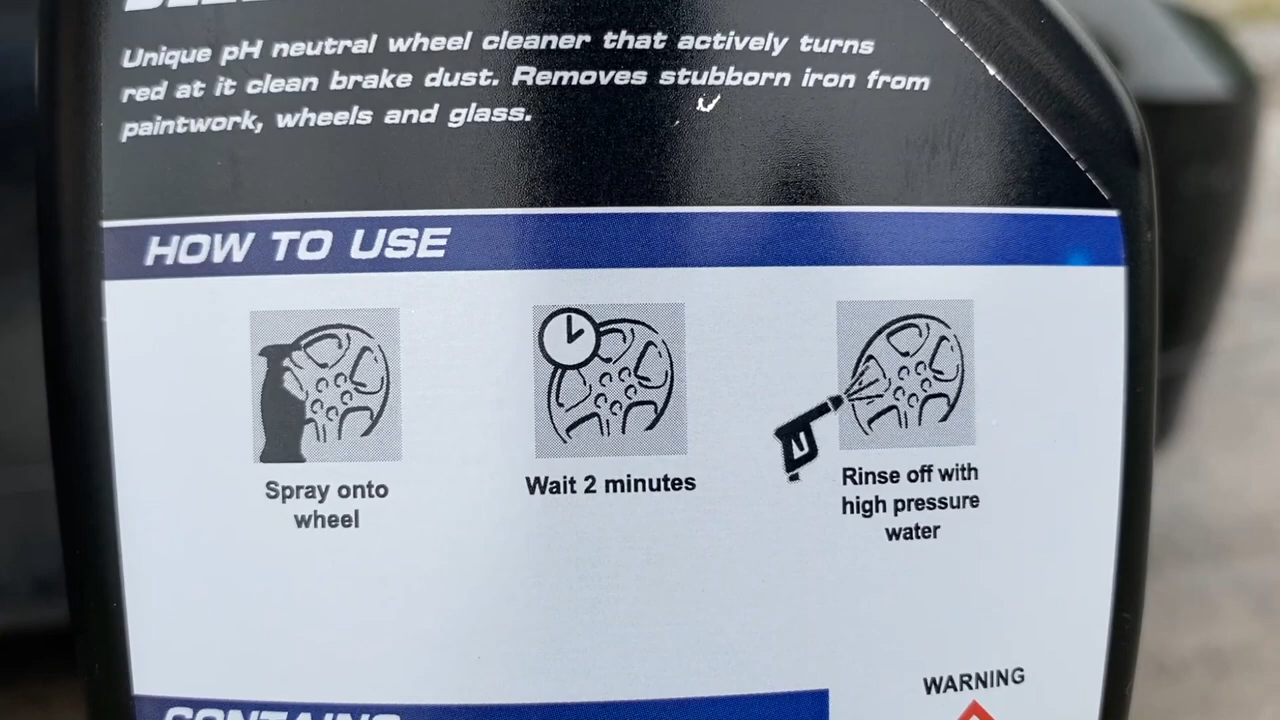 Unique pH neutral wheel cleaner that actively turns
red at it clean brake dust. Removes stubborn iron from
paintwork, wheels and glass.
HOW TO USE
Spray onto
wheel
Wait 2 minutes
Rinse off with
high pressure
water
WARNING
CONTAINS